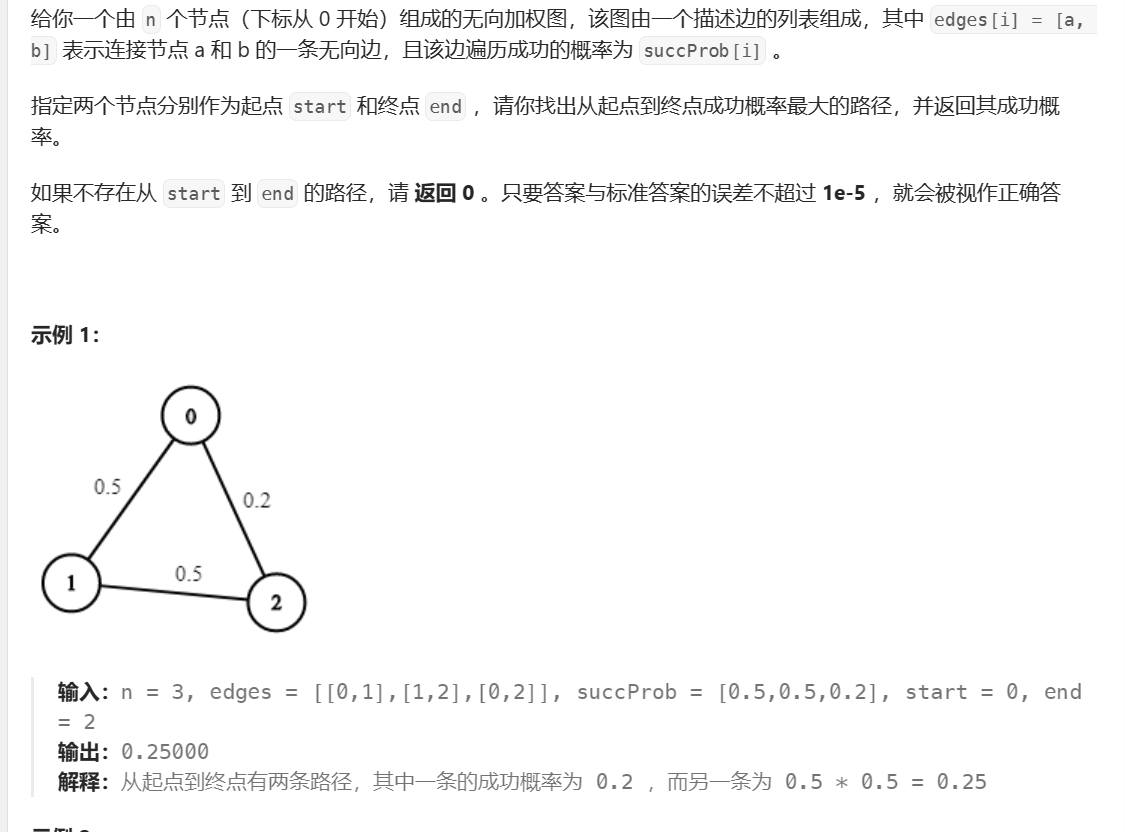 给你一个由 n 个节点（下标从 0 开始）组成的无向加权图，该图由一个描述边的列表组成，其中 edges[i] = [a,
b] 表示连接节点 a 和 b 的一条无向边，且该边遍历成功的概率为 succProb[i] 。
指定两个节点分别作为起点 start 和终点 end ，请你找出从起点到终点成功概率最大的路径，并返回其成功概
率。
如果不存在从 start 到 end 的路径，请 返回 0 。只要答案与标准答案的误差不超过 1e-5 ，就会被视作正确答
案。
示例 1：
0
0.5
0.2
0.5
1
2
输入：n = 3, edges = [[0,1],[1,2],[0,2]], succProb = [0.5,0.5,0.2], start = 0, end
= 2
输出：0.25000
解释：从起点到终点有两条路径，其中一条的成功概率为 0.2 ，而另一条为 0.5 * 0.5 = 0.25